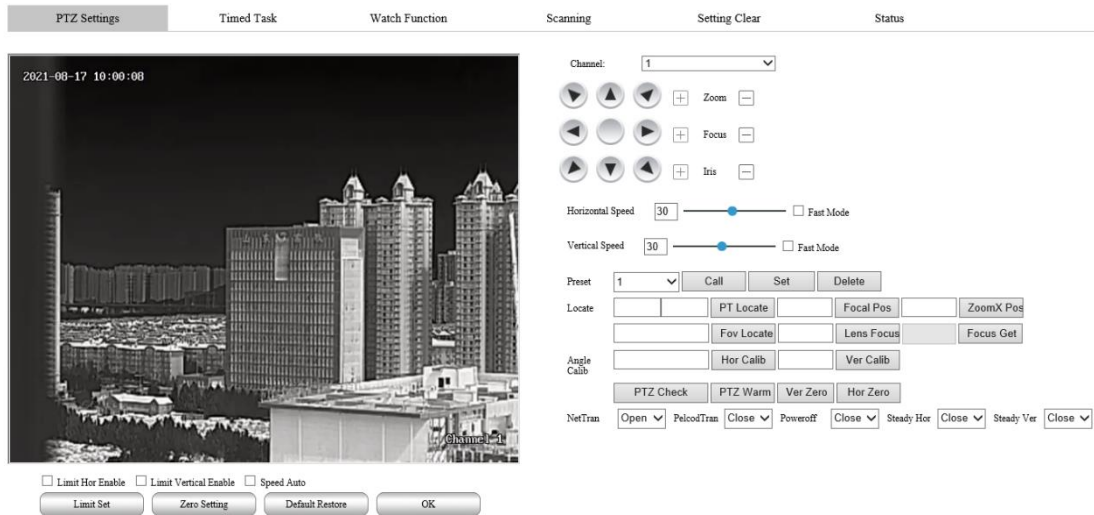 PTZ Settings Timed Task Watch Function Scanning Setting Clear Status
2021-08-17 10:00:08
Channel 1
Limit Hor Enable Limit Vertical Enable Speed Auto
Limit Set Zero Setting Default Restore OK
Channel: 1
+ Zoom −
+ Focus −
+ Iris −
Horizontal Speed 30 Fast Mode
Vertical Speed 30 Fast Mode
Preset 1 Call Set Delete
Locate PT Locate Focal Pos ZoomX Pos
Fov Locate Lens Focus Focus Get
Angle
Calib
Hor Calib Ver Calib
PTZ Check PTZ Warm Ver Zero Hor Zero
NetTran Open PelcodTran Close Poweroff Close Steady Hor Close Steady Ver Close